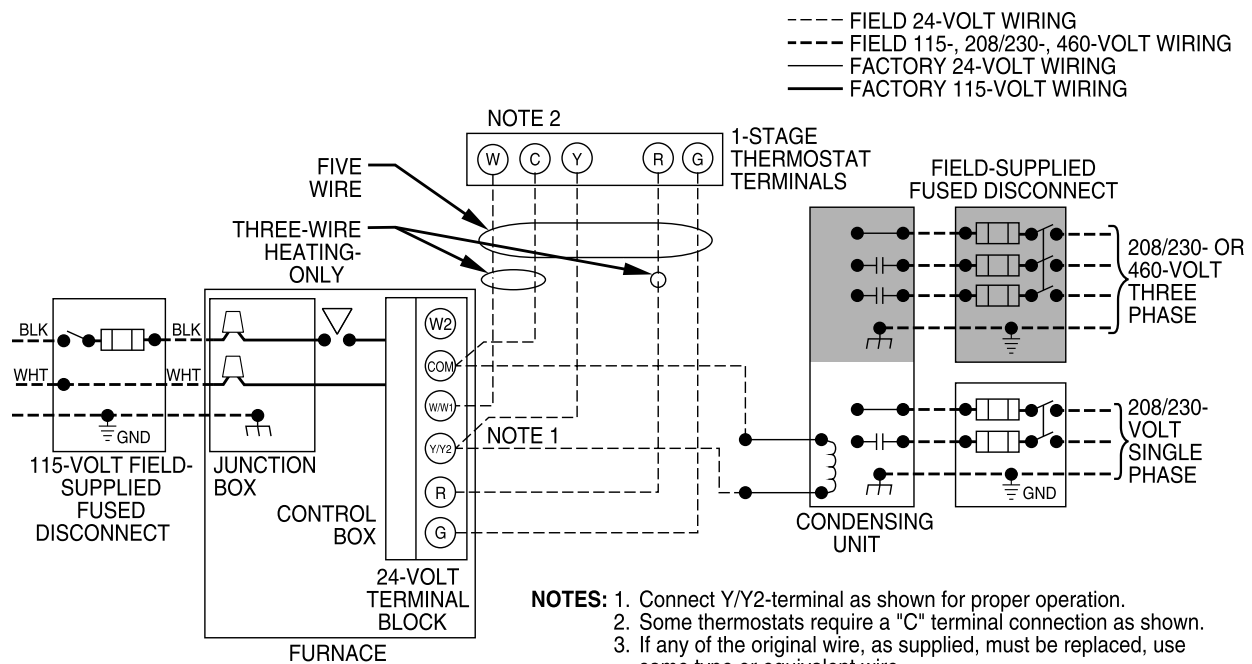 FIELD 24-VOLT WIRING
FIELD 115-, 208/230-, 460-VOLT WIRING
FACTORY 24-VOLT WIRING
FACTORY 115-VOLT WIRING
NOTE 2
W C Y R G
1-STAGE
THERMOSTAT
TERMINALS
FIVE
WIRE
THREE-WIRE
HEATING-
ONLY
FIELD-SUPPLIED
FUSED DISCONNECT
208/230- OR
460-VOLT
THREE
PHASE
BLK
BLK
WHT
WHT
GND
W2
COM
W/W1
Y/Y2
R
G
NOTE 1
208/230-
VOLT
SINGLE
PHASE
GND
115-VOLT FIELD-
SUPPLIED
FUSED
DISCONNECT
JUNCTION
BOX
CONTROL
BOX
24-VOLT
TERMINAL
BLOCK
FURNACE
CONDENSING
UNIT
NOTES: 1. Connect Y/Y2-terminal as shown for proper operation.
2. Some thermostats require a "C" terminal connection as shown.
3. If any of the original wire, as supplied, must be replaced, use
same type or equivalent wire.